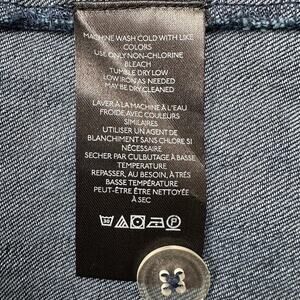 MACHINE WASH COLD WITH LIKE
COLORS
USE ONLY NON-CHLORINE
BLEACH
TUMBLE DRY LOW
LOW IRON AS NEEDED
MAY BE DRY CLEANED
LAVER À LA MACHINE À L'EAU
FROIDE AVEC COULEURS
SIMILAIRES
UTILISER UN AGENT DE
BLANCHIMENT SANS CHLORE SI
NÉCESSAIRE
SECHER PAR CULBUTAGE À BASSE
TEMPERATURE
REPASSER, AU BESOIN, À TRÈS
BASSE TEMPÉRATURE
PEUT-ÊTRE ÊTRE NETTOYÉE
À SEC
30
P